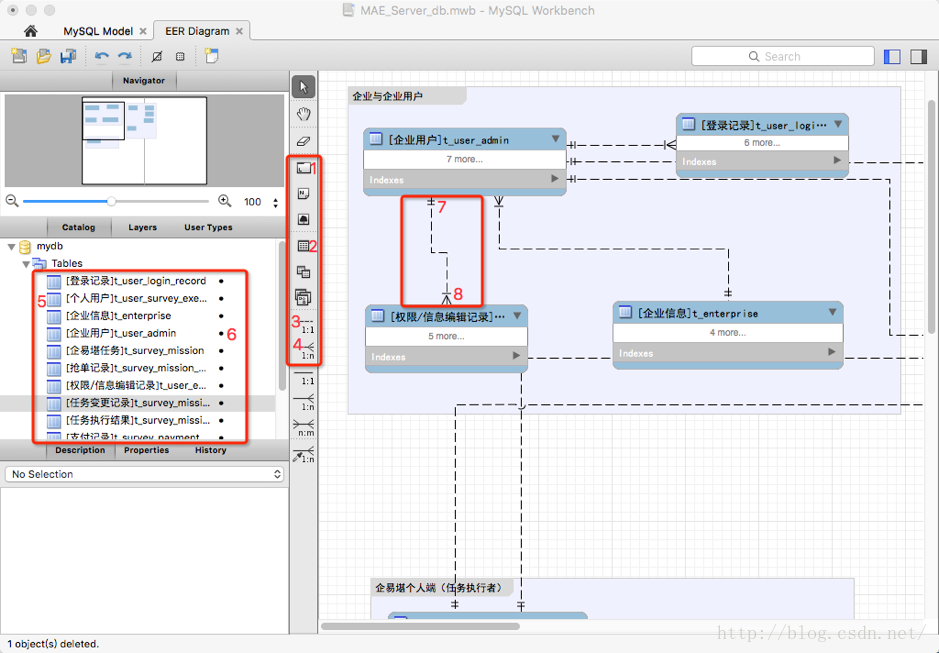 MAE_Server_db.mwb - MySQL Workbench
MySQL Model
EER Diagram
Search
Navigator
100
Catalog
Layers
User Types
mydb
Tables
[登录记录]t_user_login_record
[个人用户]t_user_survey_exe...
[企业信息]t_enterprise
[企业用户]t_user_admin
[企易堪任务]t_survey_mission
[抢单记录]t_survey_mission_...
[权限/信息编辑记录]t_user_e...
[任务变更记录]t_survey_missi...
[任务执行结果]t_survey_missi...
[支付记录]t_survey_payment
5
6
Description
Properties
History
No Selection
1
2
3
1:1
4
1:n
1:1
1:n
n:m
1:n
企业与企业用户
[企业用户]t_user_admin
7 more...
Indexes
[登录记录]t_user_logi...
6 more...
Indexes
7
8
[权限/信息编辑记录]...
5 more...
Indexes
[企业信息]t_enterprise
4 more...
Indexes
企易堪个人端（任务执行者）
1 object(s) deleted.
http://blog.csdn.net/